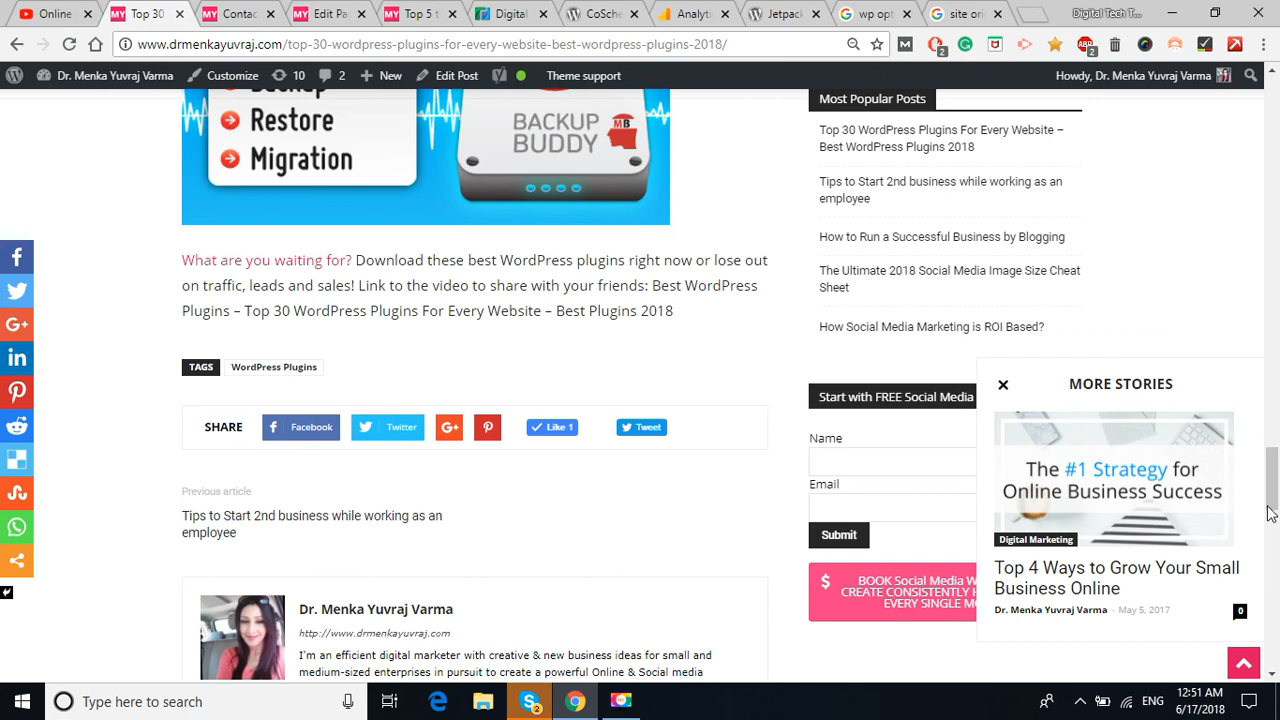 Online
Top 30
Contac
Edit Pa
Top 5 t
Digital
CoSche
Analyti
Jetpack
wp opt
site ori
Digital Tech T...
www.drmenkayuvraj.com/top-30-wordpress-plugins-for-every-website-best-wordpress-plugins-2018/
2
2
Dr. Menka Yuvraj Varma
Customize
10
2
New
Edit Post
Theme support
Howdy, Dr. Menka Yuvraj Varma
Backup
Restore
Migration
BACKUP
BUDDY
MB
What are you waiting for? Download these best WordPress plugins right now or lose out
on traffic, leads and sales! Link to the video to share with your friends: Best WordPress
Plugins – Top 30 WordPress Plugins For Every Website – Best Plugins 2018
TAGS
WordPress Plugins
SHARE
Facebook
Twitter
Like 1
Tweet
Previous article
Tips to Start 2nd business while working as an
employee
Dr. Menka Yuvraj Varma
http://www.drmenkayuvraj.com
I'm an efficient digital marketer with creative & new business ideas for small and
medium-sized enterprises in pursuit to create a powerful Online & Social media
Most Popular Posts
Top 30 WordPress Plugins For Every Website –
Best WordPress Plugins 2018
Tips to Start 2nd business while working as an
employee
How to Run a Successful Business by Blogging
The Ultimate 2018 Social Media Image Size Cheat
Sheet
How Social Media Marketing is ROI Based?
Start with FREE Social Media
Name
Email
Submit
BOOK Social Media W
CREATE CONSISTENTLY H
EVERY SINGLE MO
MORE STORIES
The #1 Strategy for
Online Business Success
Digital Marketing
Top 4 Ways to Grow Your Small
Business Online
Dr. Menka Yuvraj Varma - May 5, 2017
0
Type here to search
2
ENG
12:51 AM
6/17/2018